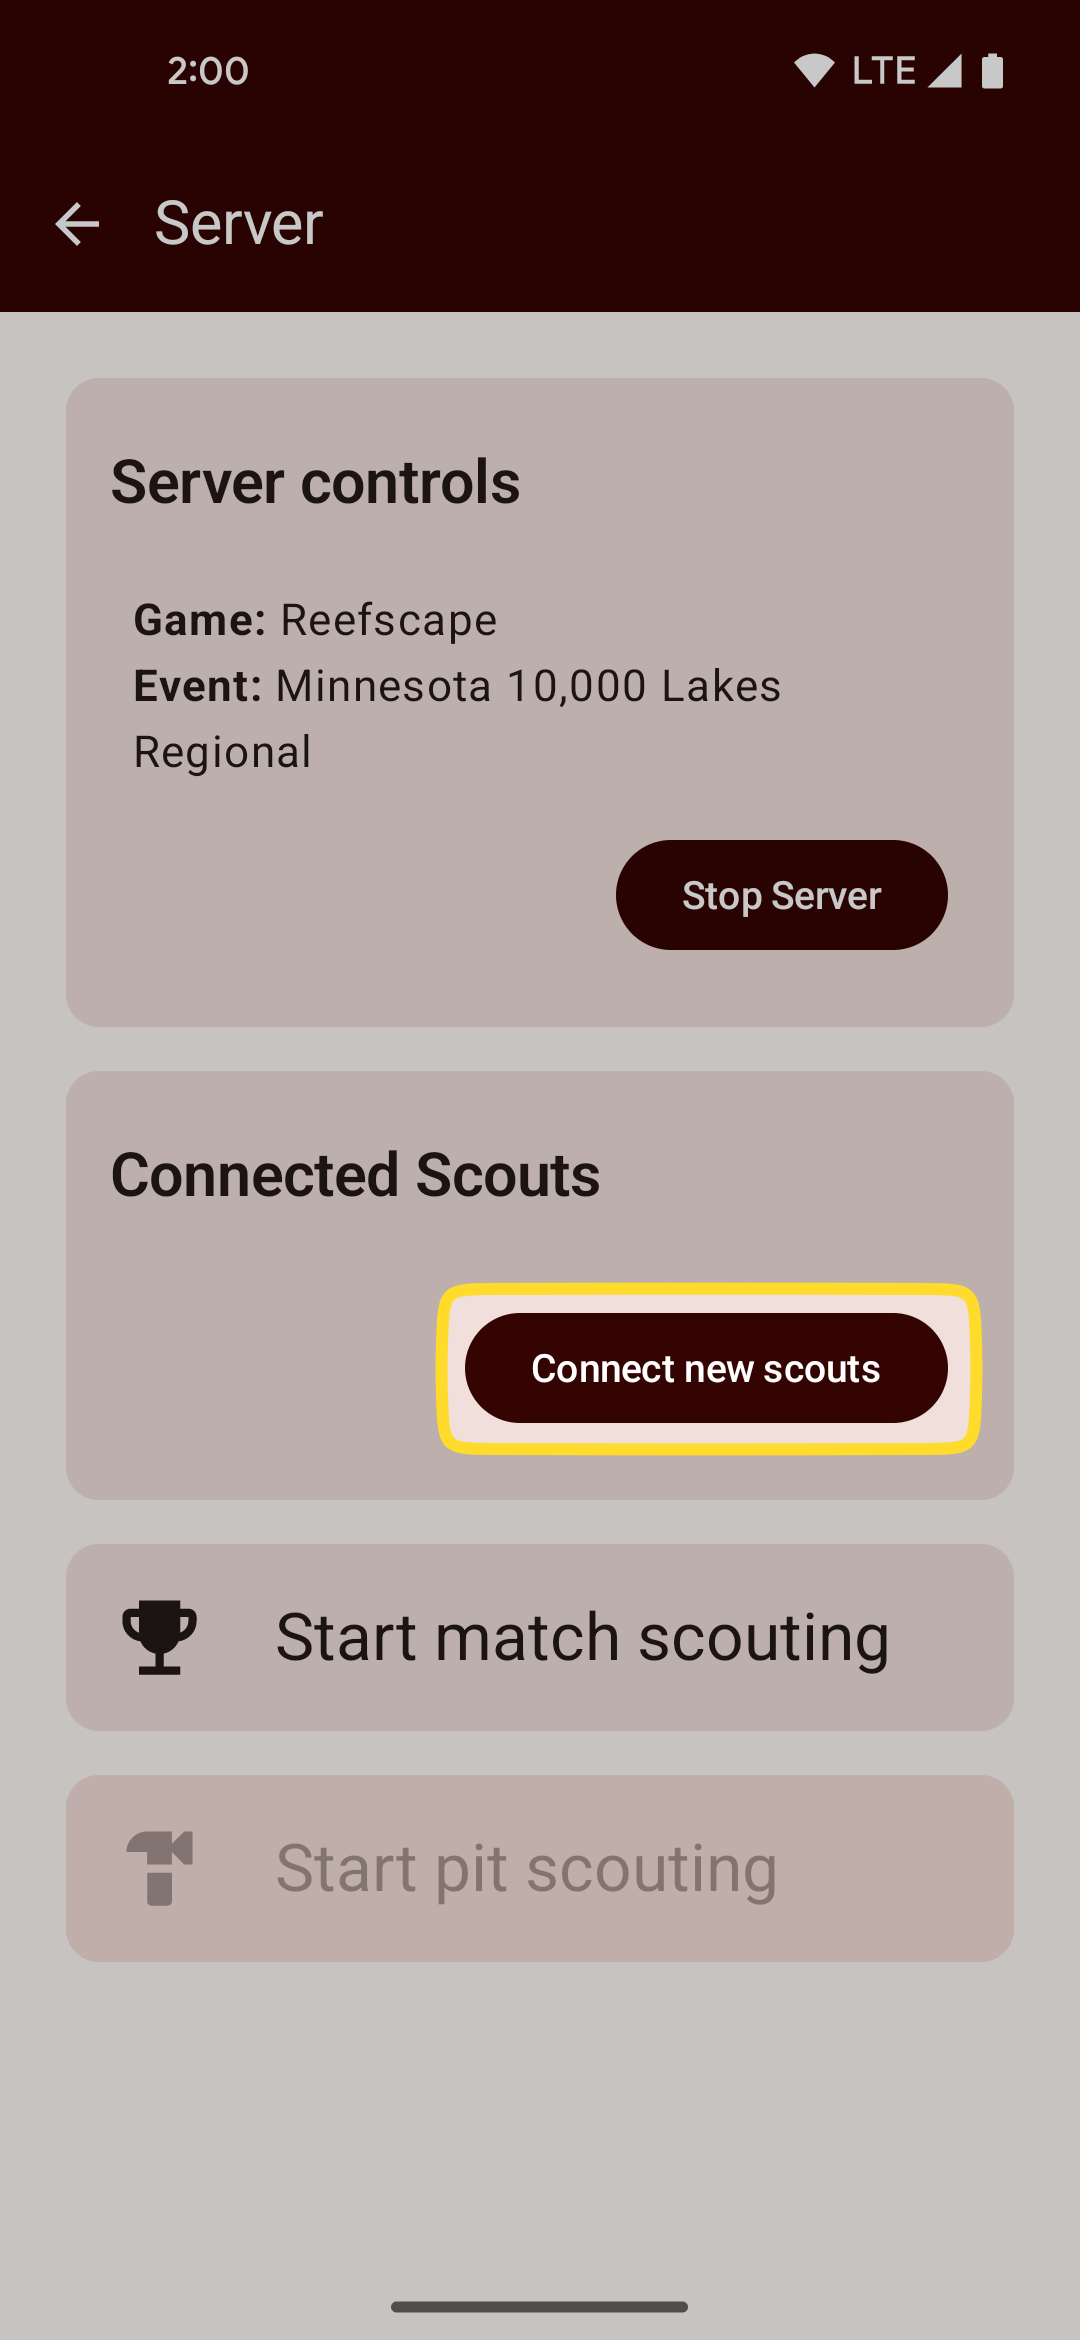 2:00 LTE
Server
Server controls
Game: Reefscape
Event: Minnesota 10,000 Lakes
Regional
Stop Server
Connected Scouts
Connect new scouts
Start match scouting
Start pit scouting